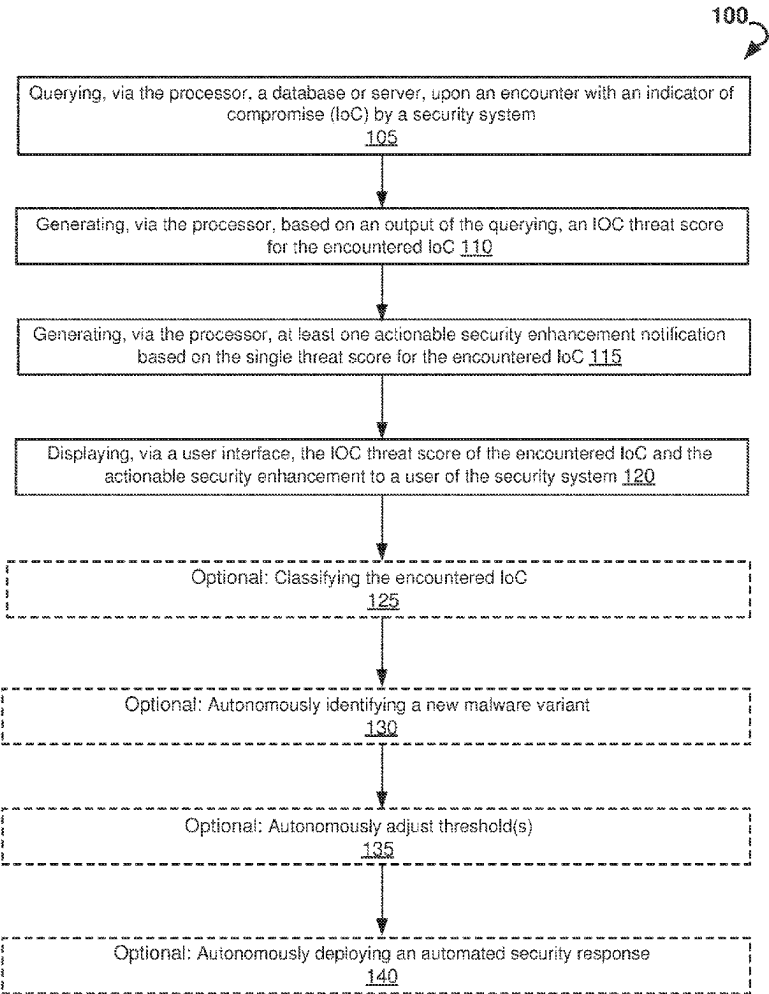 100
Querying, via the processor, a database or server, upon an encounter with an indicator of
compromise (IoC) by a security system
105
Generating, via the processor, based on an output of the querying, an IOC threat score
for the encountered IoC 110
Generating, via the processor, at least one actionable security enhancement notification
based on the single threat score for the encountered IoC 115
Displaying, via a user interface, the IOC threat score of the encountered IoC and the
actionable security enhancement to a user of the security system 120
Optional: Classifying the encountered IoC
125
Optional: Autonomously identifying a new malware variant
130
Optional: Autonomously adjust threshold(s)
135
Optional: Autonomously deploying an automated security response
140